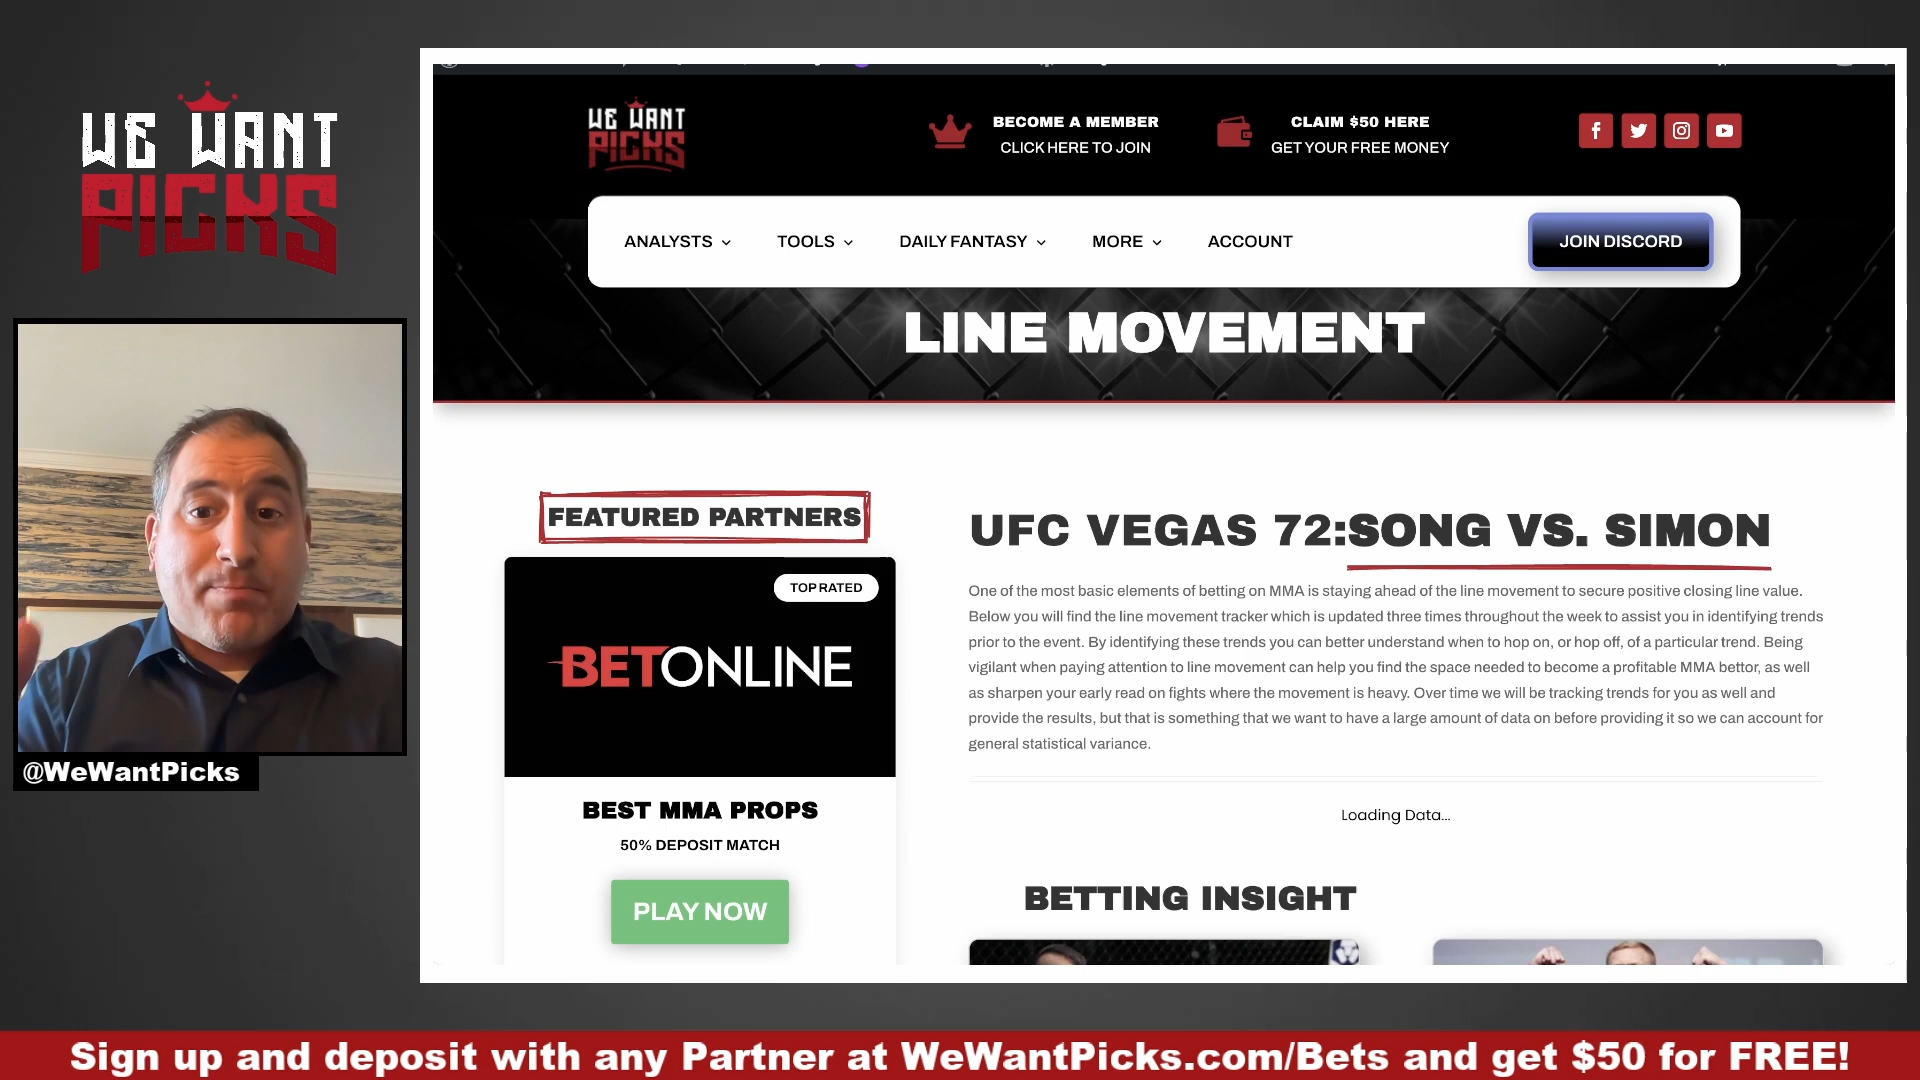 WE WANT
PICKS
@WeWantPicks
WE WANT
PICKS
BECOME A MEMBER
CLICK HERE TO JOIN
CLAIM $50 HERE
GET YOUR FREE MONEY
ANALYSTS
TOOLS
DAILY FANTASY
MORE
ACCOUNT
JOIN DISCORD
LINE MOVEMENT
FEATURED PARTNERS
TOP RATED
BETONLINE
BEST MMA PROPS
50% DEPOSIT MATCH
PLAY NOW
UFC VEGAS 72:SONG VS. SIMON
One of the most basic elements of betting on MMA is staying ahead of the line movement to secure positive closing line value.
Below you will find the line movement tracker which is updated three times throughout the week to assist you in identifying trends
prior to the event. By identifying these trends you can better understand when to hop on, or hop off, of a particular trend. Being
vigilant when paying attention to line movement can help you find the space needed to become a profitable MMA bettor, as well
as sharpen your early read on fights where the movement is heavy. Over time we will be tracking trends for you as well and
provide the results, but that is something that we want to have a large amount of data on before providing it so we can account for
general statistical variance.
Loading Data...
BETTING INSIGHT
Sign up and deposit with any Partner at WeWantPicks.com/Bets and get $50 for FREE!